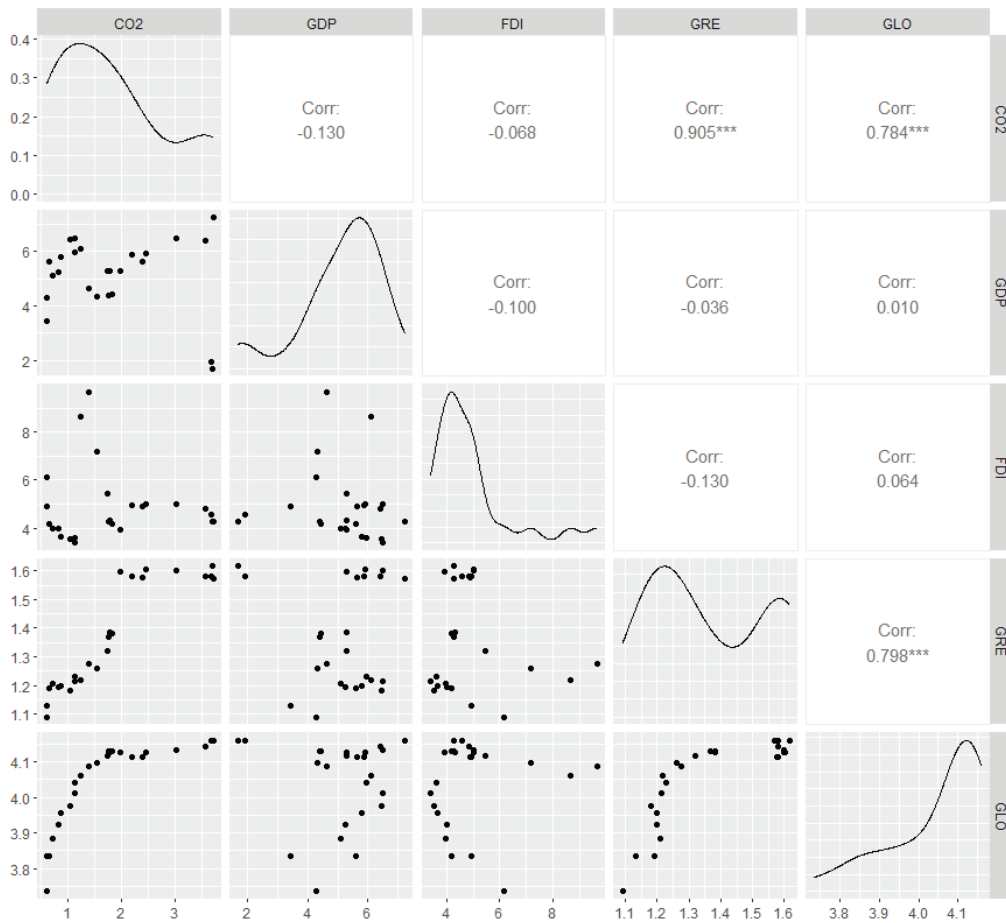 CO2 GDP FDI GRE GLO
0.4
0.3
0.2
0.1
0.0
Corr:
-0.130
Corr:
-0.068
Corr:
0.905***
Corr:
0.784***
CO2
6
4
2
Corr:
-0.100
Corr:
-0.036
Corr:
0.010
GDP
8
6
4
Corr:
-0.130
Corr:
0.064
FDI
1.6
1.5
1.4
1.3
1.2
1.1
Corr:
0.798***
GRE
4.1
4.0
3.9
3.8
GLO
1 2 3 2 4 6 4 6 8 1.1 1.2 1.3 1.4 1.5 1.6 3.8 3.9 4.0 4.1